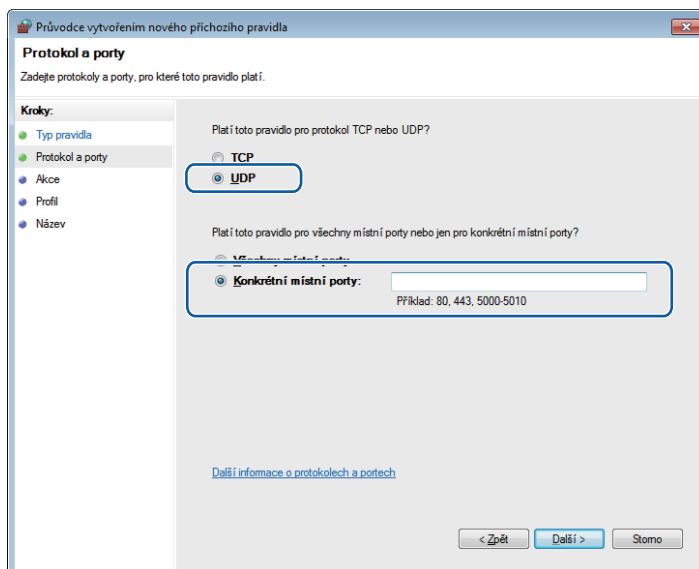 Průvodce vytvořením nového příchozího pravidla
Protokol a porty
Zadejte protokoly a porty, pro které toto pravidlo platí.
Kroky:
Typ pravidla
Protokol a porty
Akce
Profil
Název
Platí toto pravidlo pro protokol TCP nebo UDP?
TCP
UDP
Platí toto pravidlo pro všechny místní porty nebo jen pro konkrétní místní porty?
Všechny místní porty
Konkrétní místní porty:
Příklad: 80, 443, 5000-5010
Další informace o protokolech a portech
< Zpět
Další >
Storno